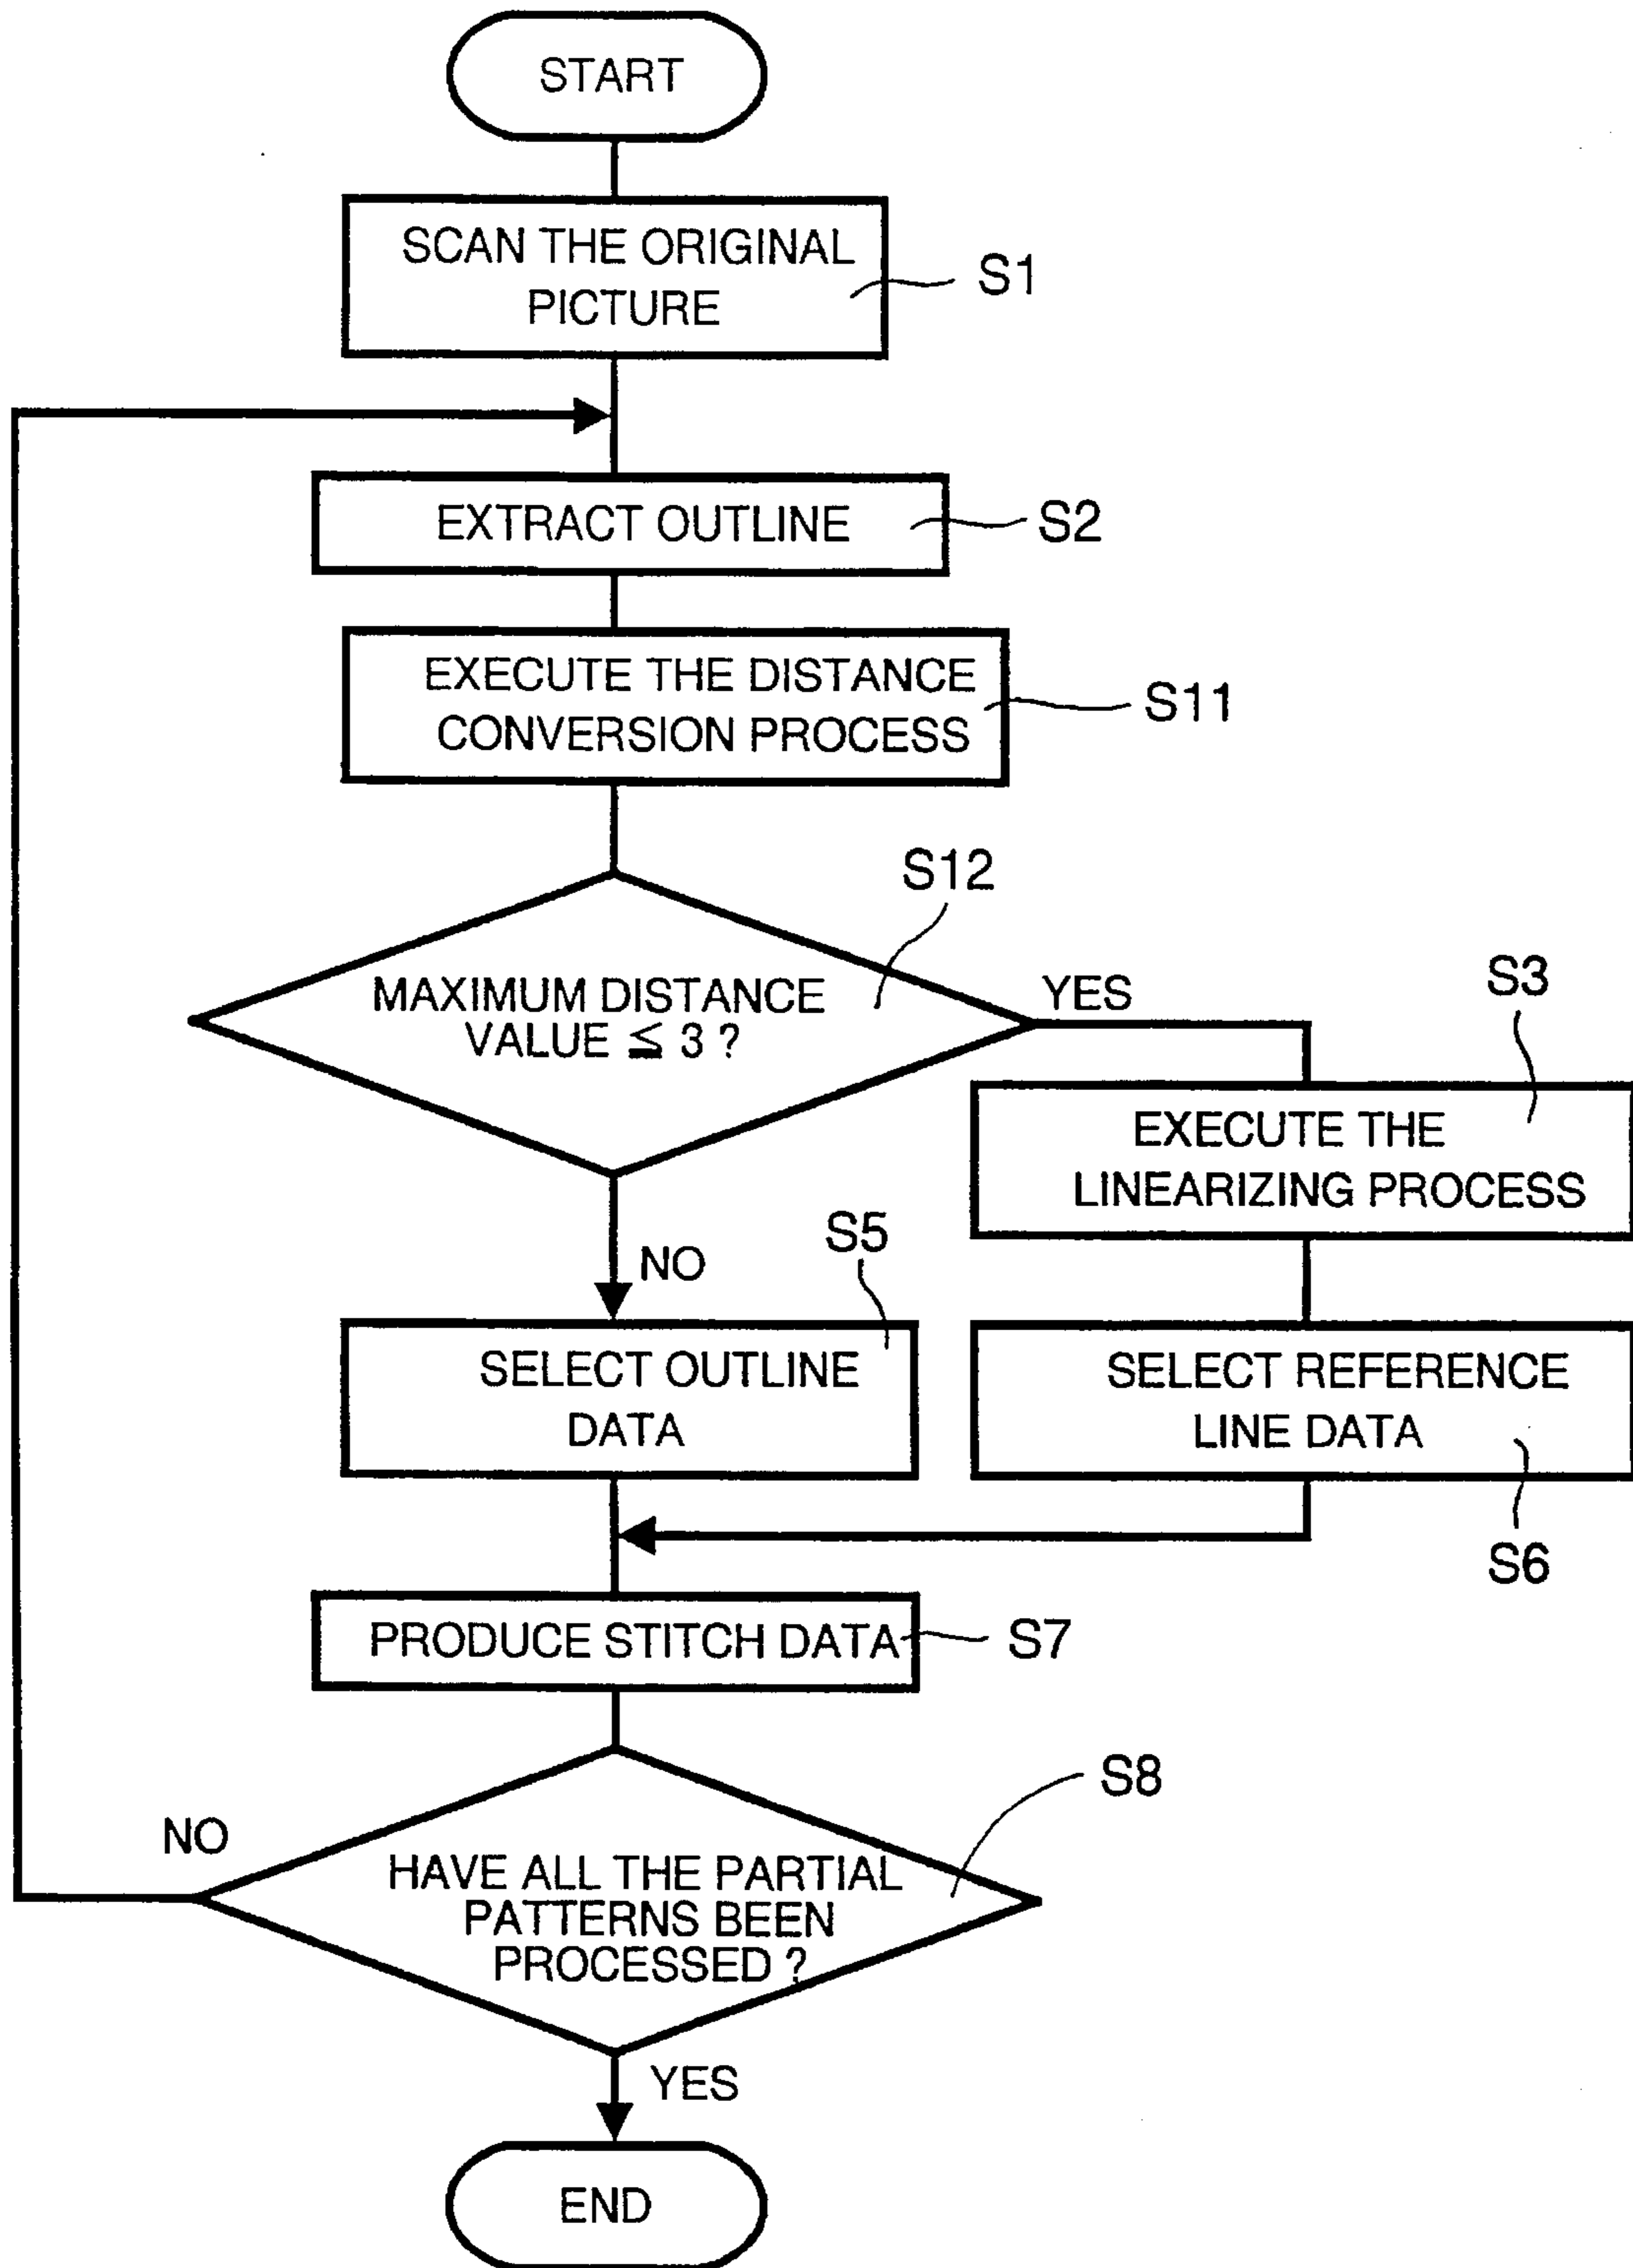 START
SCAN THE ORIGINAL
PICTURE
S1
EXTRACT OUTLINE
S2
EXECUTE THE DISTANCE
CONVERSION PROCESS
S11
S12
MAXIMUM DISTANCE
VALUE ≦ 3 ?
YES
S3
EXECUTE THE
LINEARIZING PROCESS
NO
S5
SELECT OUTLINE
DATA
SELECT REFERENCE
LINE DATA
S6
PRODUCE STITCH DATA
S7
S8
NO
HAVE ALL THE PARTIAL
PATTERNS BEEN
PROCESSED ?
YES
END